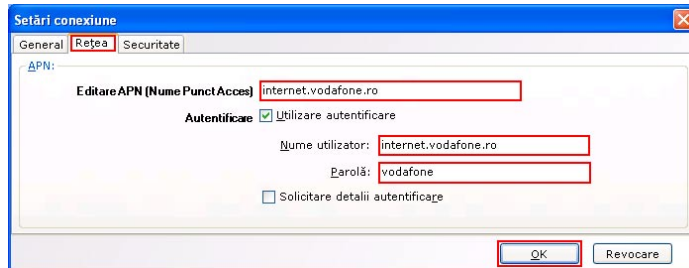 Setări conexiune
General Rețea Securitate
APN:
Editare APN (Nume Punct Acces) internet.vodafone.ro
Autentificare Utilizare autentificare
Nume utilizator: internet.vodafone.ro
Parolă: vodafone
Solicitare detalii autentificare
OK Revocare